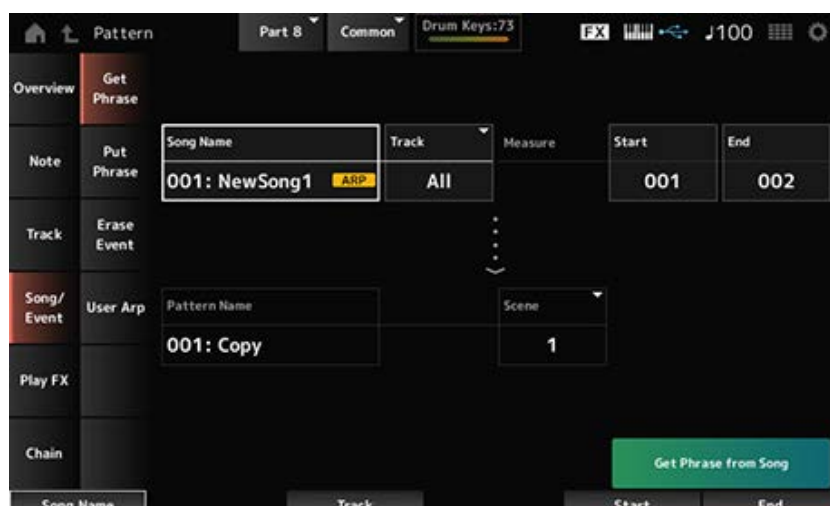 Pattern
Part 8
Common
Drum Keys:73
FX
♩100
Overview
Get
Phrase
Note
Put
Phrase
Song Name
001: NewSong1
ARP
Track
All
Measure
Start
001
End
002
Track
Erase
Event
Song/
Event
User Arp
Pattern Name
001: Copy
Scene
1
Play FX
Chain
Get Phrase from Song
Song Name
Track
Start
End